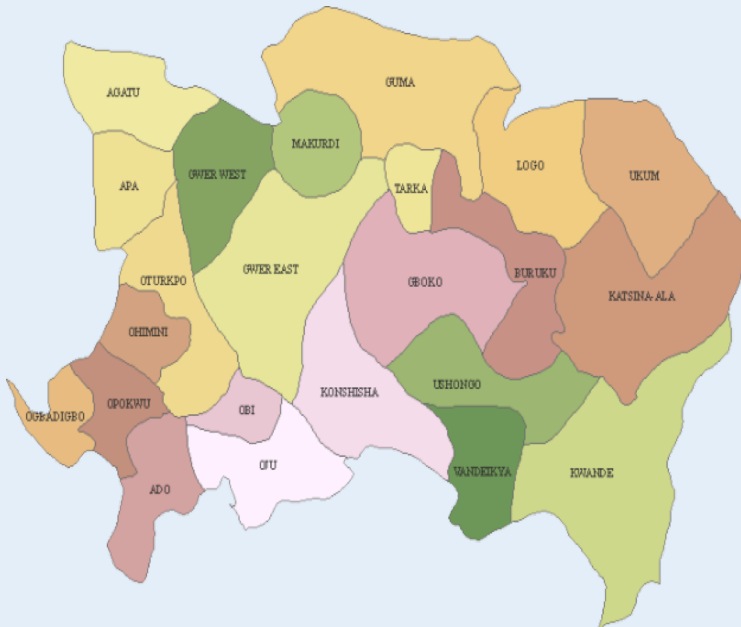 GUMA
AGATU
MAKURDI
LOGO
GWER WEST
UKUM
APA
TARKA
GWER EAST
BURUKU
OTURKPO
GBOKO
KATSINA-ALA
OHIMINI
USHONGO
KONSHISHA
OPOKWU
OBI
OGBADIGBO
OJU
VANDEIKYA
KWANDE
ADO